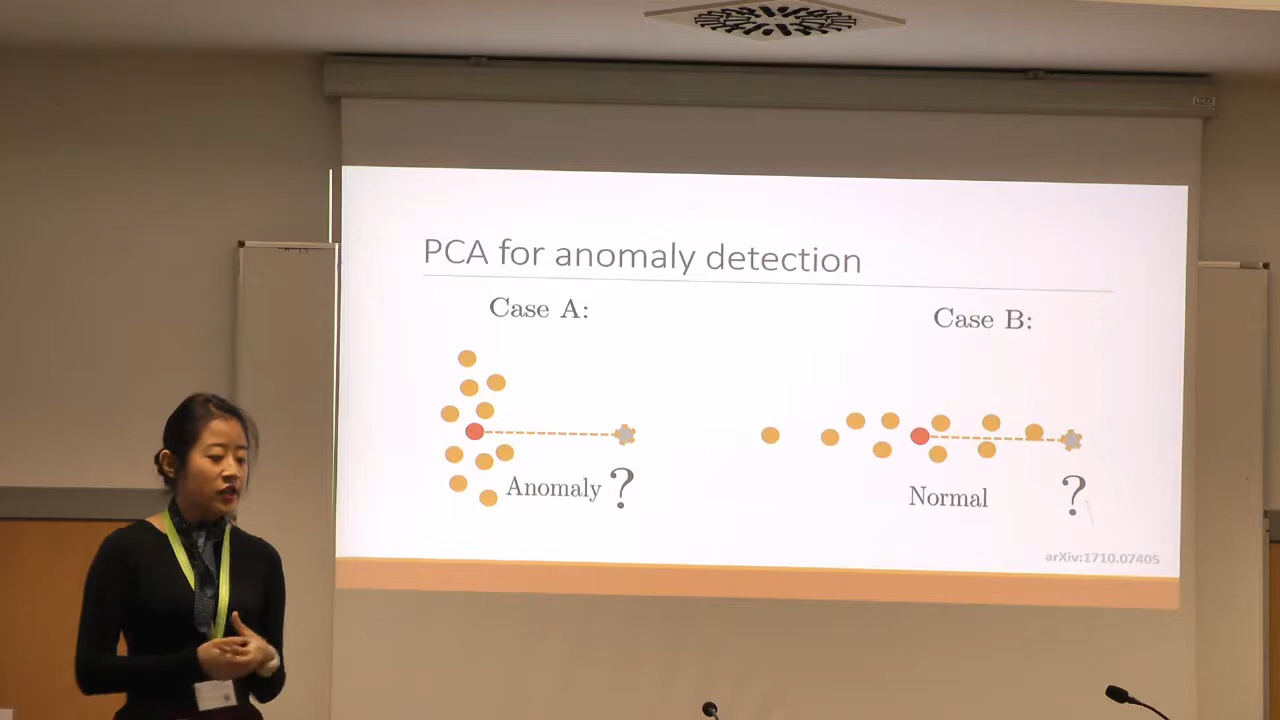 PCA for anomaly detection
Case A:
Case B:
Anomaly ?
Normal ?
arXiv:1710.07405